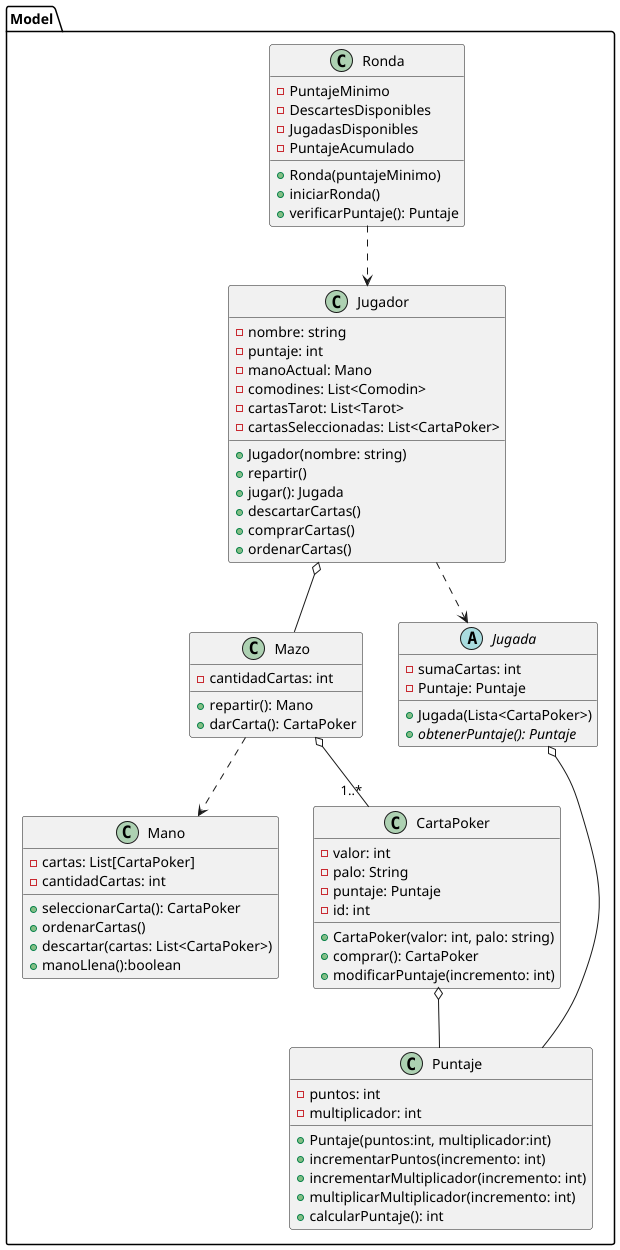 Model
C Ronda
PuntajeMinimo
DescartesDisponibles
JugadasDisponibles
PuntajeAcumulado
Ronda(puntajeMinimo)
iniciarRonda()
verificarPuntaje(): Puntaje
C Jugador
nombre: string
puntaje: int
manoActual: Mano
comodines: List<Comodin>
cartasTarot: List<Tarot>
cartasSeleccionadas: List<CartaPoker>
Jugador(nombre: string)
repartir()
jugar(): Jugada
descartarCartas()
comprarCartas()
ordenarCartas()
C Mazo
cantidadCartas: int
repartir(): Mano
darCarta(): CartaPoker
A Jugada
sumaCartas: int
Puntaje: Puntaje
Jugada(Lista<CartaPoker>)
obtenerPuntaje(): Puntaje
1..*
C Mano
cartas: List[CartaPoker]
cantidadCartas: int
seleccionarCarta(): CartaPoker
ordenarCartas()
descartar(cartas: List<CartaPoker>)
manoLlena():boolean
C CartaPoker
valor: int
palo: String
puntaje: Puntaje
id: int
CartaPoker(valor: int, palo: string)
comprar(): CartaPoker
modificarPuntaje(incremento: int)
C Puntaje
puntos: int
multiplicador: int
Puntaje(puntos:int, multiplicador:int)
incrementarPuntos(incremento: int)
incrementarMultiplicador(incremento: int)
multiplicarMultiplicador(incremento: int)
calcularPuntaje(): int